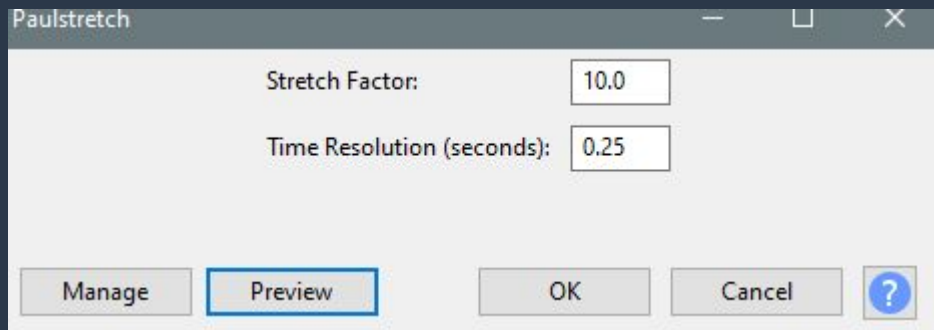 Paulstretch
Stretch Factor: 10.0
Time Resolution (seconds): 0.25
Manage Preview OK Cancel ?